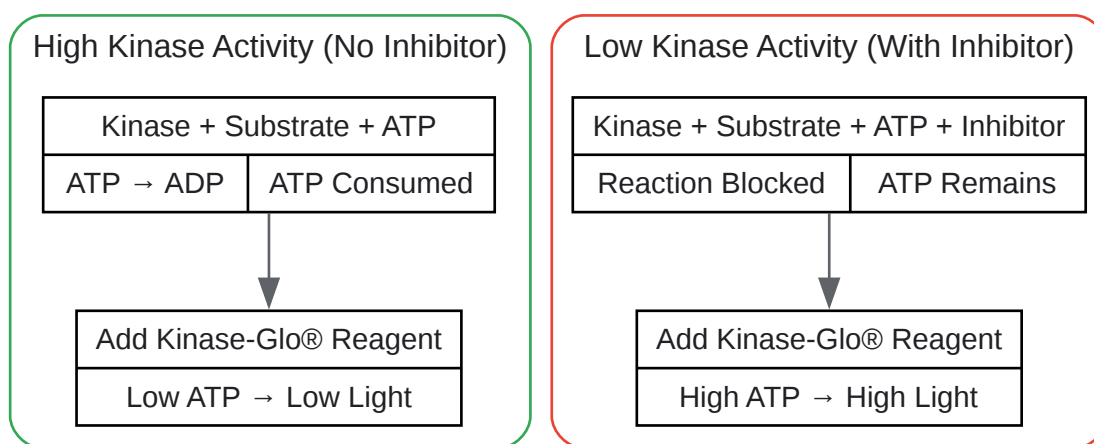 High Kinase Activity (No Inhibitor)
Kinase + Substrate + ATP
ATP → ADP
ATP Consumed
Add Kinase-Glo® Reagent
Low ATP → Low Light
Low Kinase Activity (With Inhibitor)
Kinase + Substrate + ATP + Inhibitor
Reaction Blocked
ATP Remains
Add Kinase-Glo® Reagent
High ATP → High Light